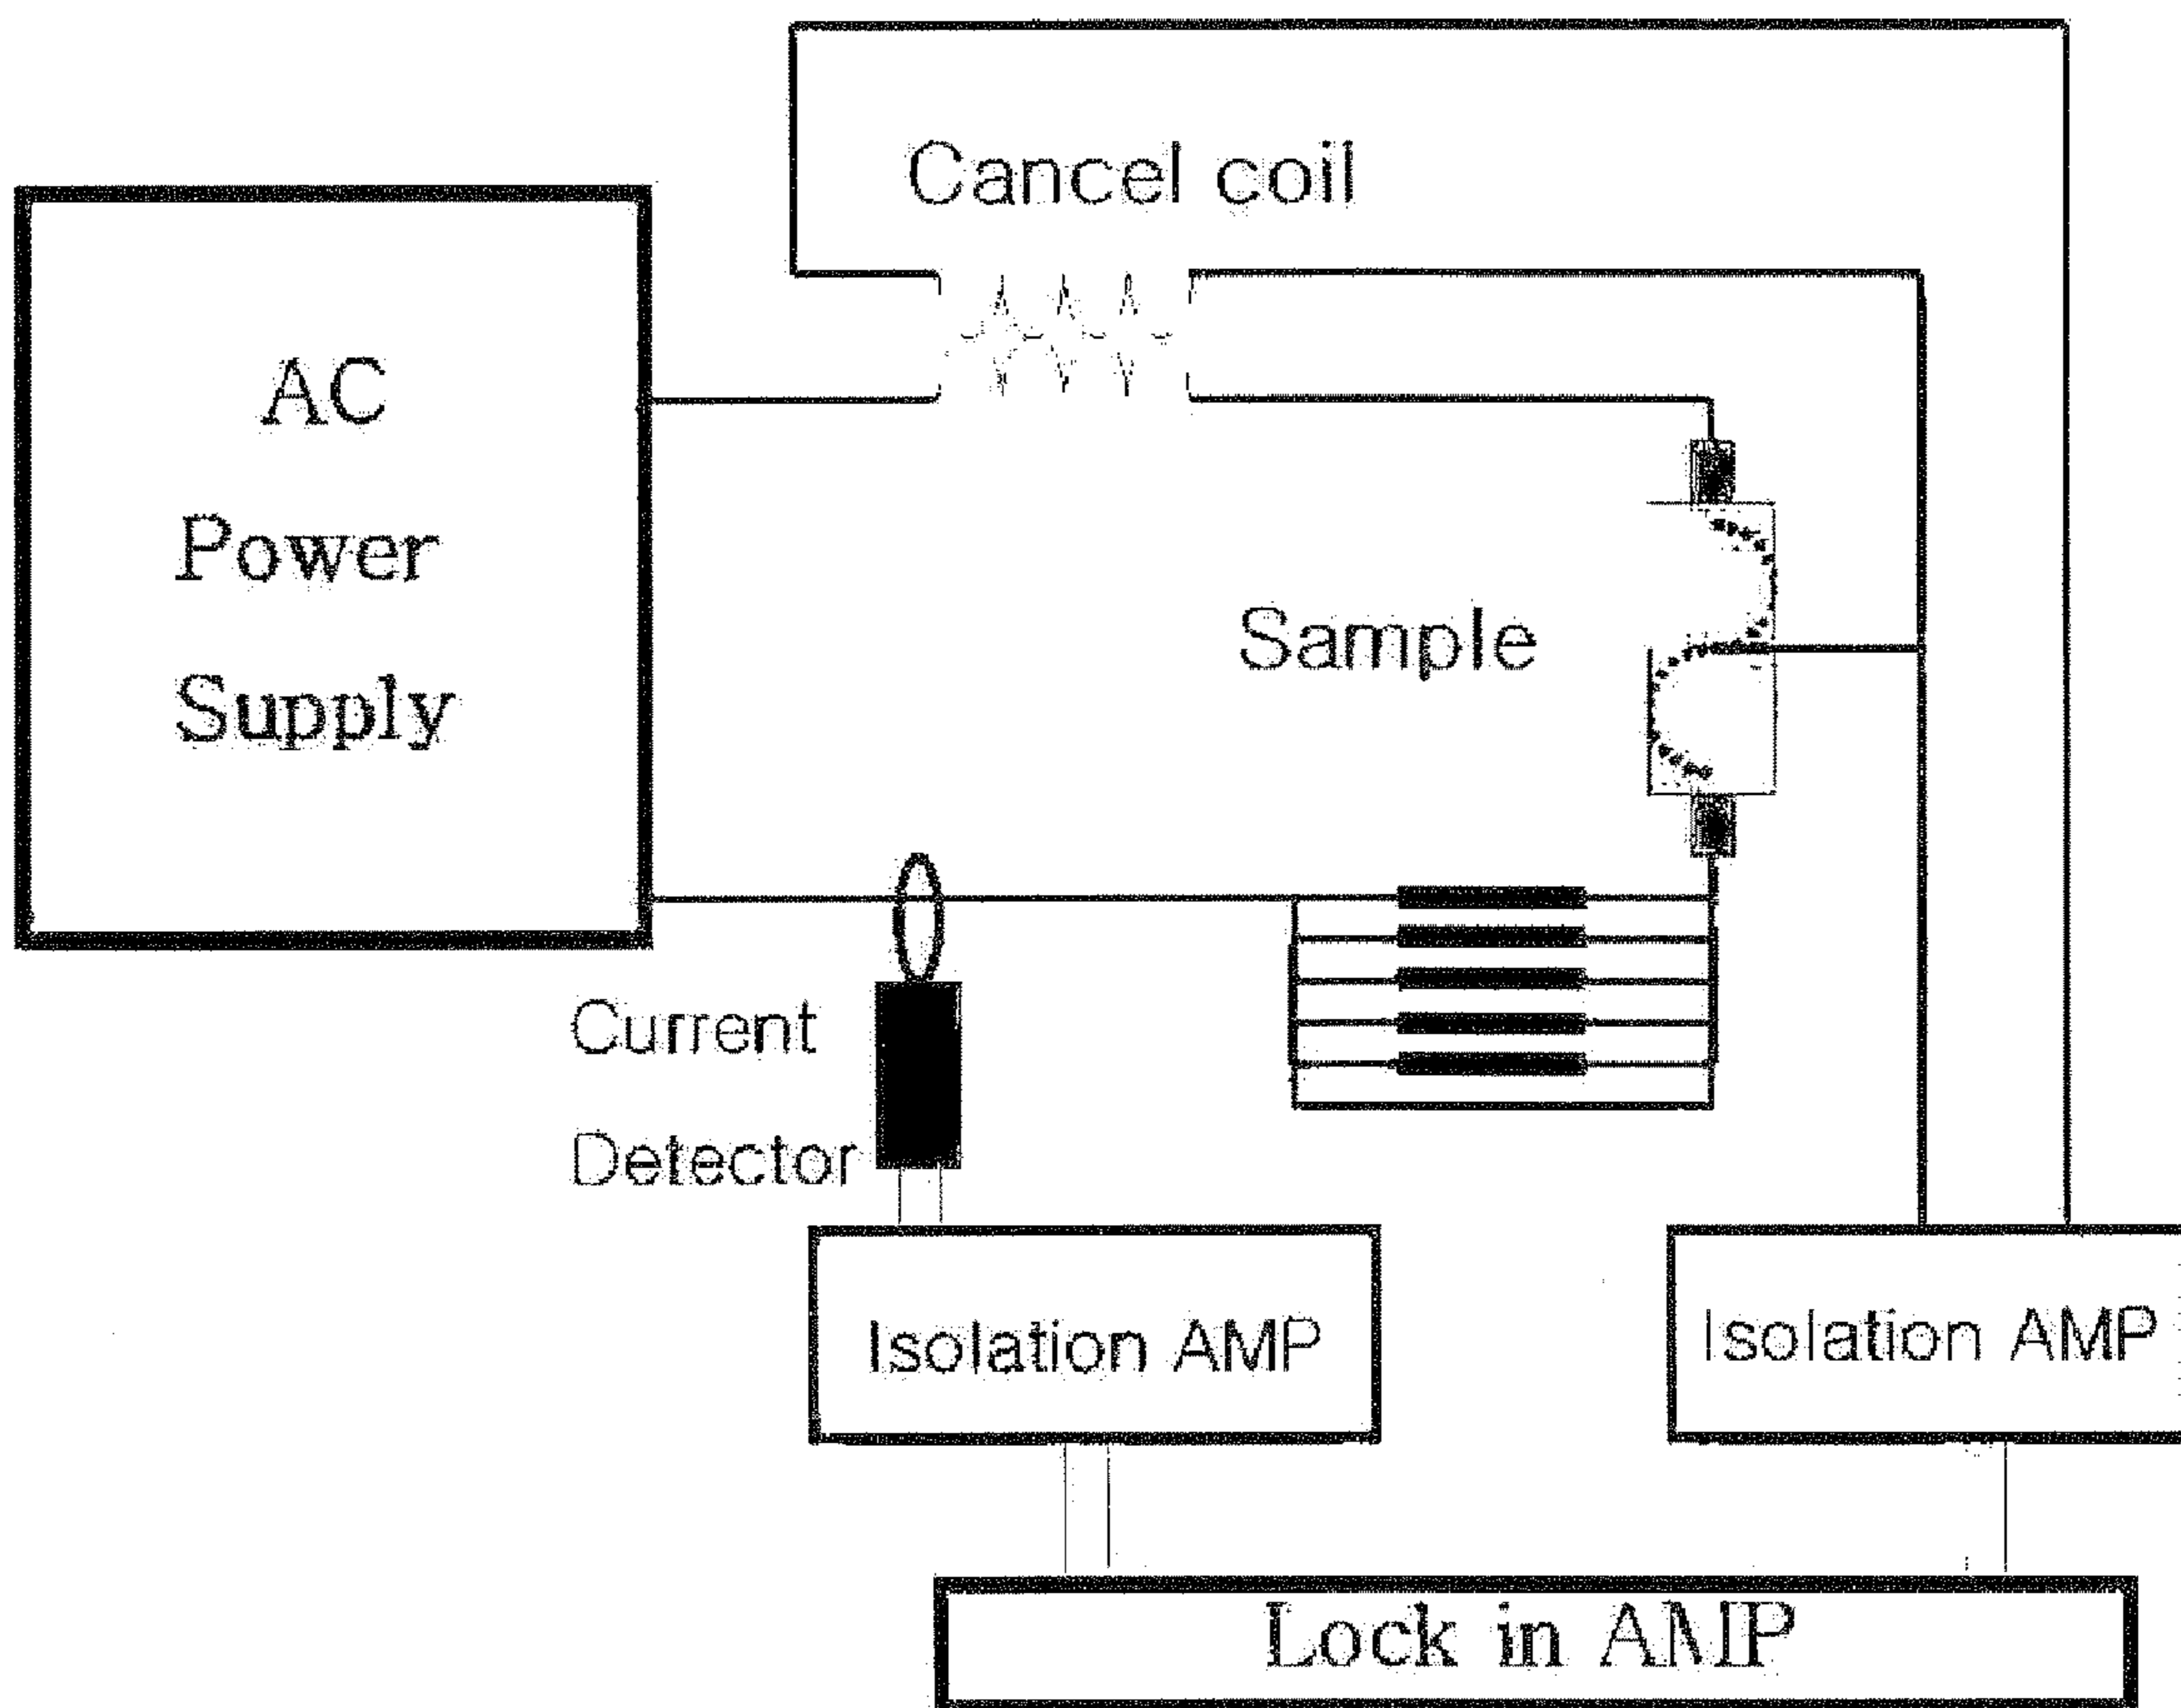 Cancel coil
AC
Power
Supply
Sample
Current
Detector
Isolation AMP
Isolation AMP
Lock in AMP